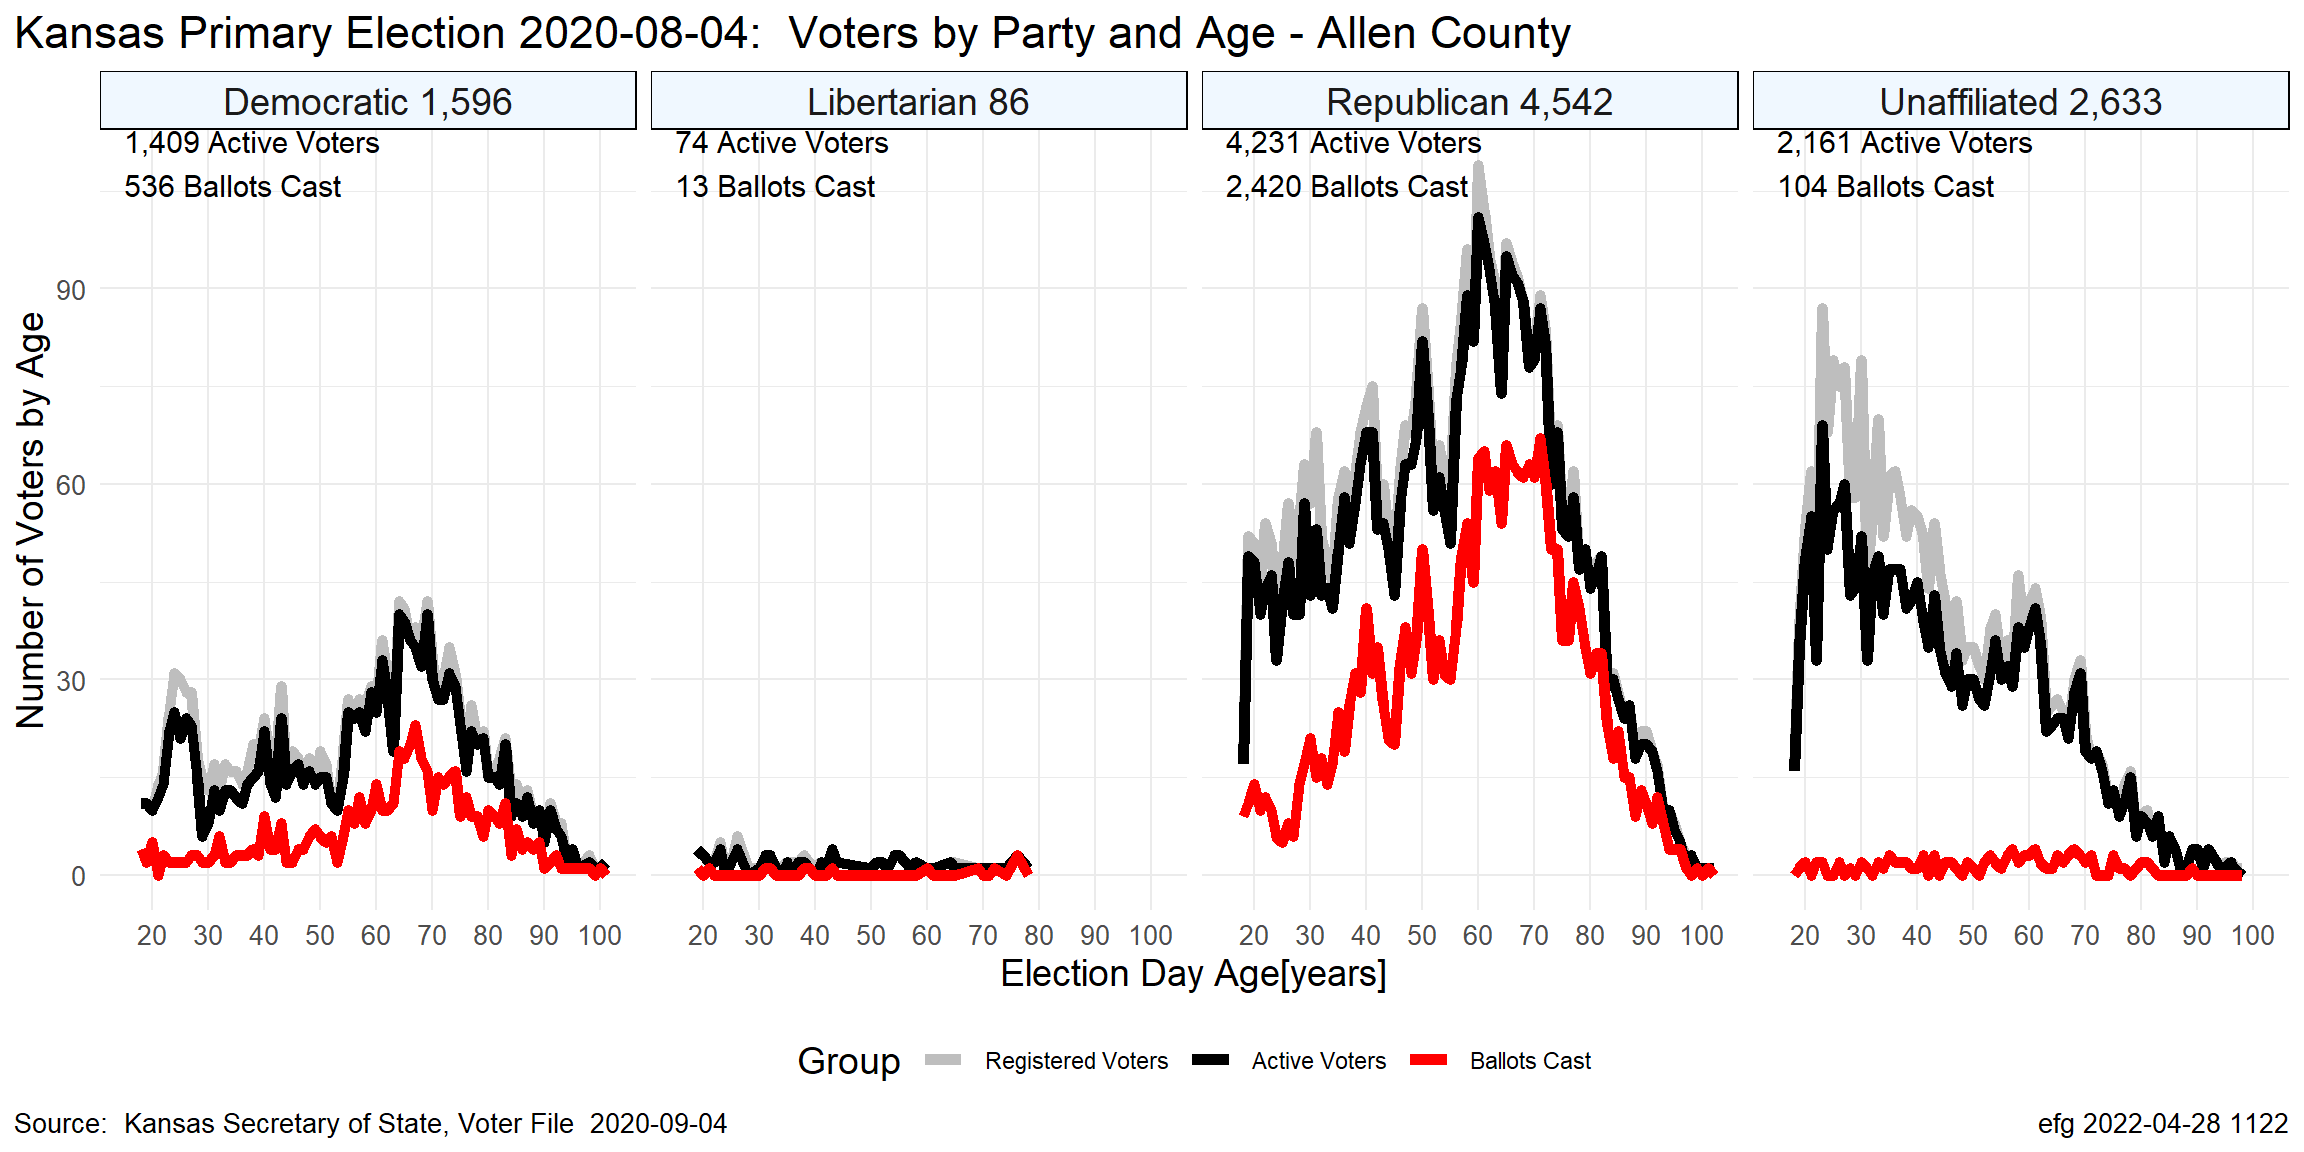 Kansas Primary Election 2020-08-04:  Voters by Party and Age - Allen County
Democratic 1,596
Libertarian 86
Republican 4,542
Unaffiliated 2,633
1,409 Active Voters
536 Ballots Cast
74 Active Voters
13 Ballots Cast
4,231 Active Voters
2,420 Ballots Cast
2,161 Active Voters
104 Ballots Cast
Number of Voters by Age
90
60
30
0
20 30 40 50 60 70 80 90 100
20 30 40 50 60 70 80 90 100
20 30 40 50 60 70 80 90 100
20 30 40 50 60 70 80 90 100
Election Day Age[years]
Group Registered Voters Active Voters Ballots Cast
Source:  Kansas Secretary of State, Voter File  2020-09-04
efg 2022-04-28 1122